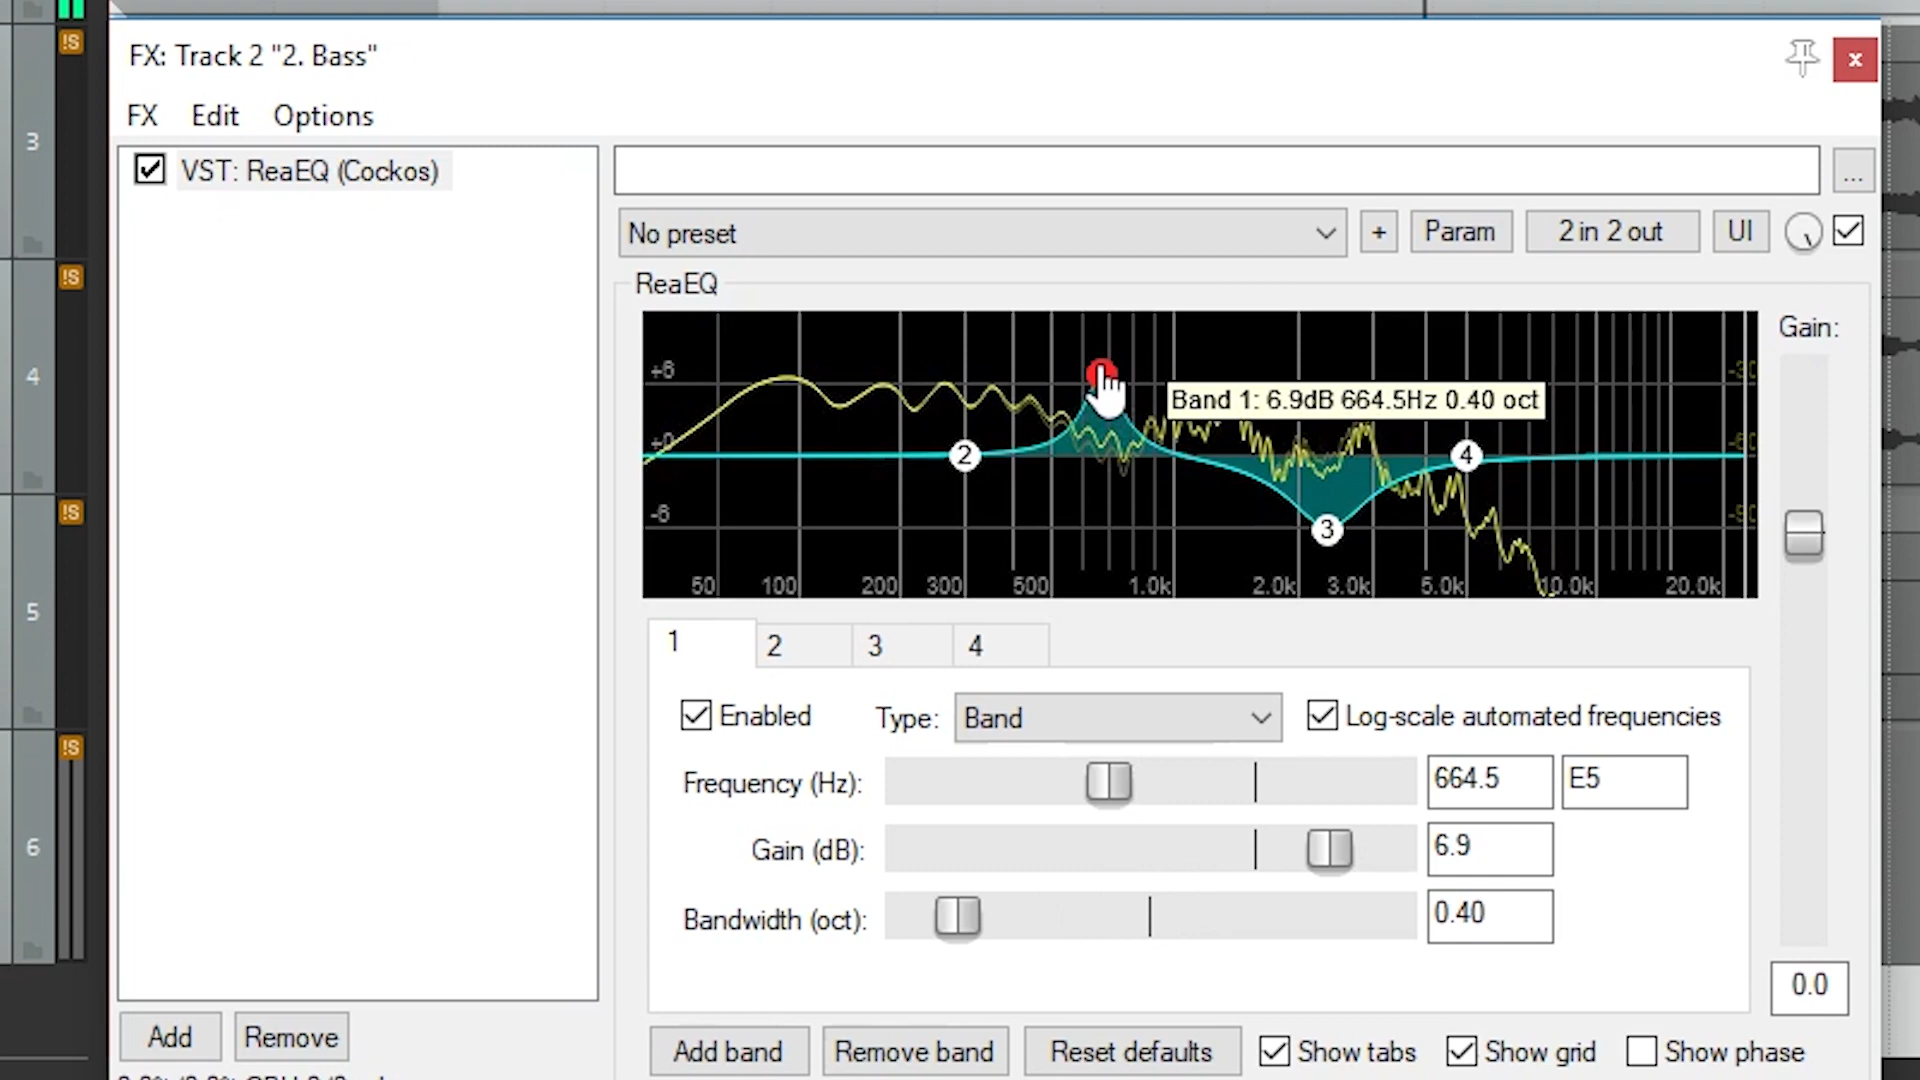 FX: Track 2 "2. Bass"
x
FX Edit Options
VST: ReaEQ (Cockos)
...
No preset
+
Param
2 in 2 out
UI
ReaEQ
Gain:
+6
+0
-6
Band 1: 6.9dB 664.5Hz 0.40 oct
2
3
4
50 100 200 300 500 1.0k 2.0k 3.0k 5.0k 10.0k 20.0k
1 2 3 4
Enabled
Type: Band
Log-scale automated frequencies
Frequency (Hz): 664.5 E5
Gain (dB): 6.9
Bandwidth (oct): 0.40
0.0
Add Remove
Add band Remove band Reset defaults Show tabs Show grid Show phase
!S
3
!S
4
!S
5
!S
6